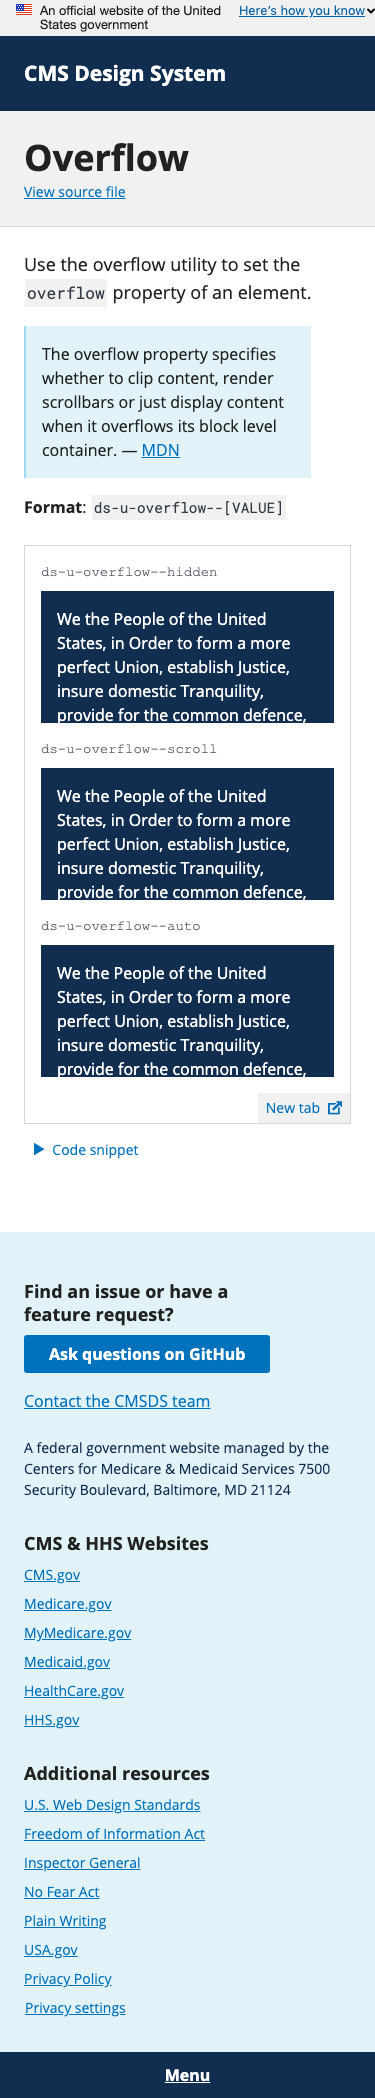 An official website of the United Here's how you know
States government
CMS Design System
Overflow
View source file
Use the overflow utility to set the
overflow property of an element.
The overflow property specifies
whether to clip content, render
scrollbars or just display content
when it overflows its block level
container. — MDN
Format: ds-u-overflow--[VALUE]
ds-u-overflow--hidden
We the People of the United
States, in Order to form a more
perfect Union, establish Justice,
insure domestic Tranquility,
provide for the common defence,
ds-u-overflow--scroll
We the People of the United
States, in Order to form a more
perfect Union, establish Justice,
insure domestic Tranquility,
provide for the common defence,
ds-u-overflow--auto
We the People of the United
States, in Order to form a more
perfect Union, establish Justice,
insure domestic Tranquility,
provide for the common defence,
New tab
Code snippet
Find an issue or have a
feature request?
Ask questions on GitHub
Contact the CMSDS team
A federal government website managed by the
Centers for Medicare & Medicaid Services 7500
Security Boulevard, Baltimore, MD 21124
CMS & HHS Websites
CMS.gov
Medicare.gov
MyMedicare.gov
Medicaid.gov
HealthCare.gov
HHS.gov
Additional resources
U.S. Web Design Standards
Freedom of Information Act
Inspector General
No Fear Act
Plain Writing
USA.gov
Privacy Policy
Privacy settings
Menu